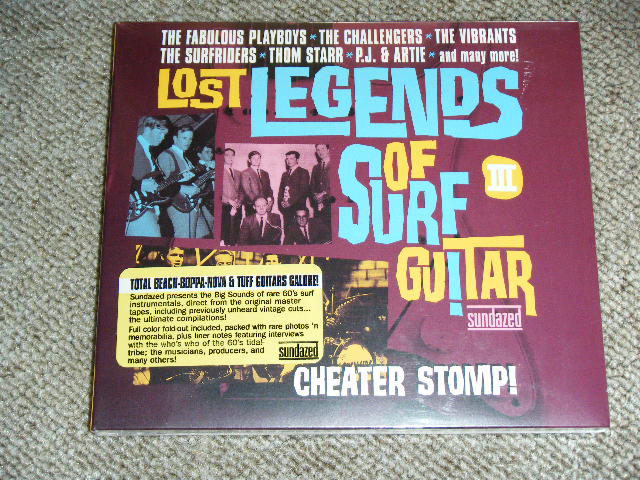 THE FABULOUS PLAYBOYS * THE CHALLENGERS * THE VIBRANTS
THE SURFRIDERS * THOM STARR * P.J. & ARTIE * and many more!
LOST LEGENDS
OF III
SURF
GUITAR
sundazed
TOTAL BEACH-BOPPA-NOVA & TUFF GUITARS GALORE!
Sundazed presents the Big Sounds of rare 60's surf
instrumentals, direct from the original master
tapes, including previously unheard vintage cuts...
the ultimate compilations!
Full color fold-out included, packed with rare photos 'n
memorabilia, plus liner notes featuring interviews
with the who's who of the 60's tidal
tribe; the musicians, producers, and
many others!
sundazed
CHEATER STOMP!